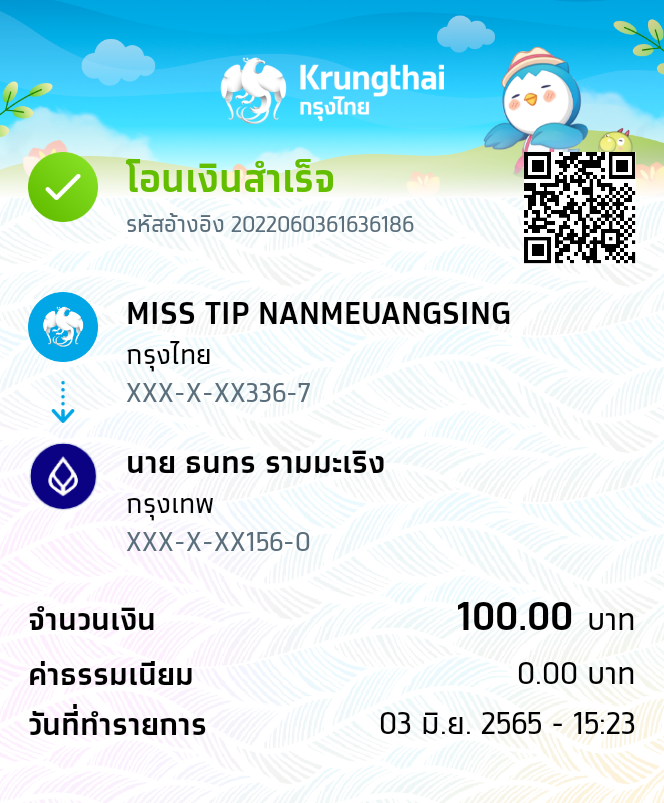 Krungthai
กรุงไทย
โอนเงินสำเร็จ
รหัสอ้างอิง 2022060361636186
MISS TIP NANMEUANGSING
กรุงไทย
XXX-X-XX336-7
นาย ธนทร รามมะเริง
กรุงเทพ
XXX-X-XX156-0
จำนวนเงิน 100.00 บาท
ค่าธรรมเนียม 0.00 บาท
วันที่ทำรายการ 03 มิ.ย. 2565 - 15:23